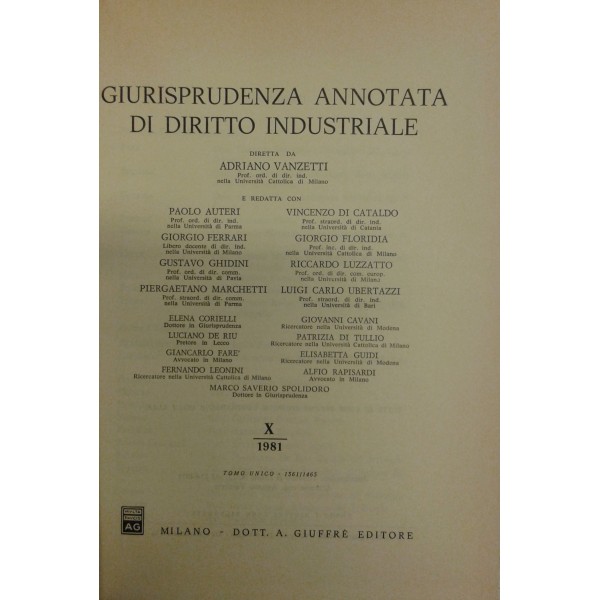 GIURISPRUDENZA ANNOTATA
DI DIRITTO INDUSTRIALE
DIRETTA DA
ADRIANO VANZETTI
Prof. ord. di dir. ind.
nella Università Cattolica di Milano
E REDATTA CON
PAOLO AUTERI
Prof. ord. di dir. ind.
nella Università di Parma
VINCENZO DI CATALDO
Prof. straord. di dir. ind.
nella Università di Catania
GIORGIO FERRARI
Libero docente di dir. ind.
nella Università di Milano
GIORGIO FLORIDIA
Prof. inc. di dir. ind.
nella Università Cattolica di Milano
GUSTAVO GHIDINI
Prof. ord. di dir. comm.
nella Università di Pavia
RICCARDO LUZZATTO
Prof. ord. di dir. com. comp.
nella Università di Milano
PIERGAETANO MARCHETTI
Prof. straord. di dir. comm.
nella Università di Parma
LUIGI CARLO UBERTAZZI
Prof. straord. di dir. ind.
nella Università di Bari
ELENA CORIELLI
Dottore in Giurisprudenza
GIOVANNI CAVANI
Ricercatore nella Università di Modena
LUCIANO DE RIU
Pretore in Lecco
PATRIZIA DI TULLIO
Ricercatore nella Università Cattolica di Milano
GIANCARLO FARE'
Avvocato in Milano
ELISABETTA GUIDI
Ricercatore nella Università di Modena
FERNANDO LEONINI
Ricercatore nella Università Cattolica di Milano
ALFIO RAPISARDI
Avvocato in Milano
MARCO SAVERIO SPOLIDORO
Dottore in Giurisprudenza
X
1981
TOMO UNICO - 1361/1465
AG
MILANO - DOTT. A. GIUFFRÈ EDITORE